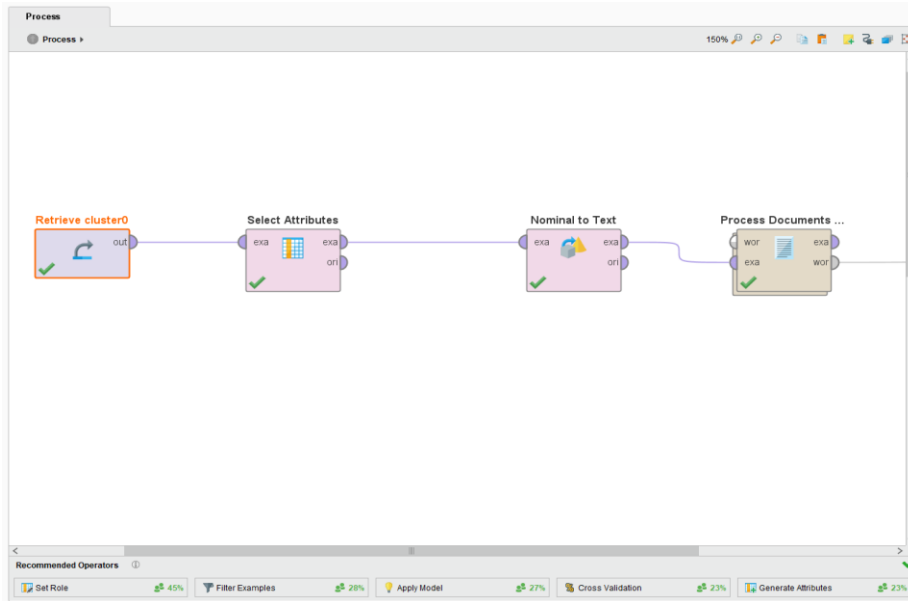 Process
Process
150%
Retrieve cluster0
out
Select Attributes
exa exa
ori
Nominal to Text
exa exa
ori
Process Documents ...
wor exa
exa wor
Recommended Operators
Set Role 45%
Filter Examples 28%
Apply Model 27%
Cross Validation 23%
Generate Attributes 23%